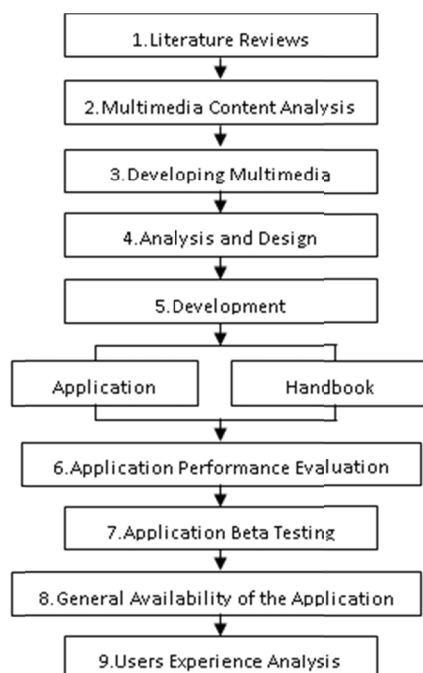 1.Literature Reviews
2.Multimedia Content Analysis
3.Developing Multimedia
4.Analysis and Design
5.Development
Application
Handbook
6.Application Performance Evaluation
7.Application Beta Testing
8.General Availability of the Application
9.Users Experience Analysis